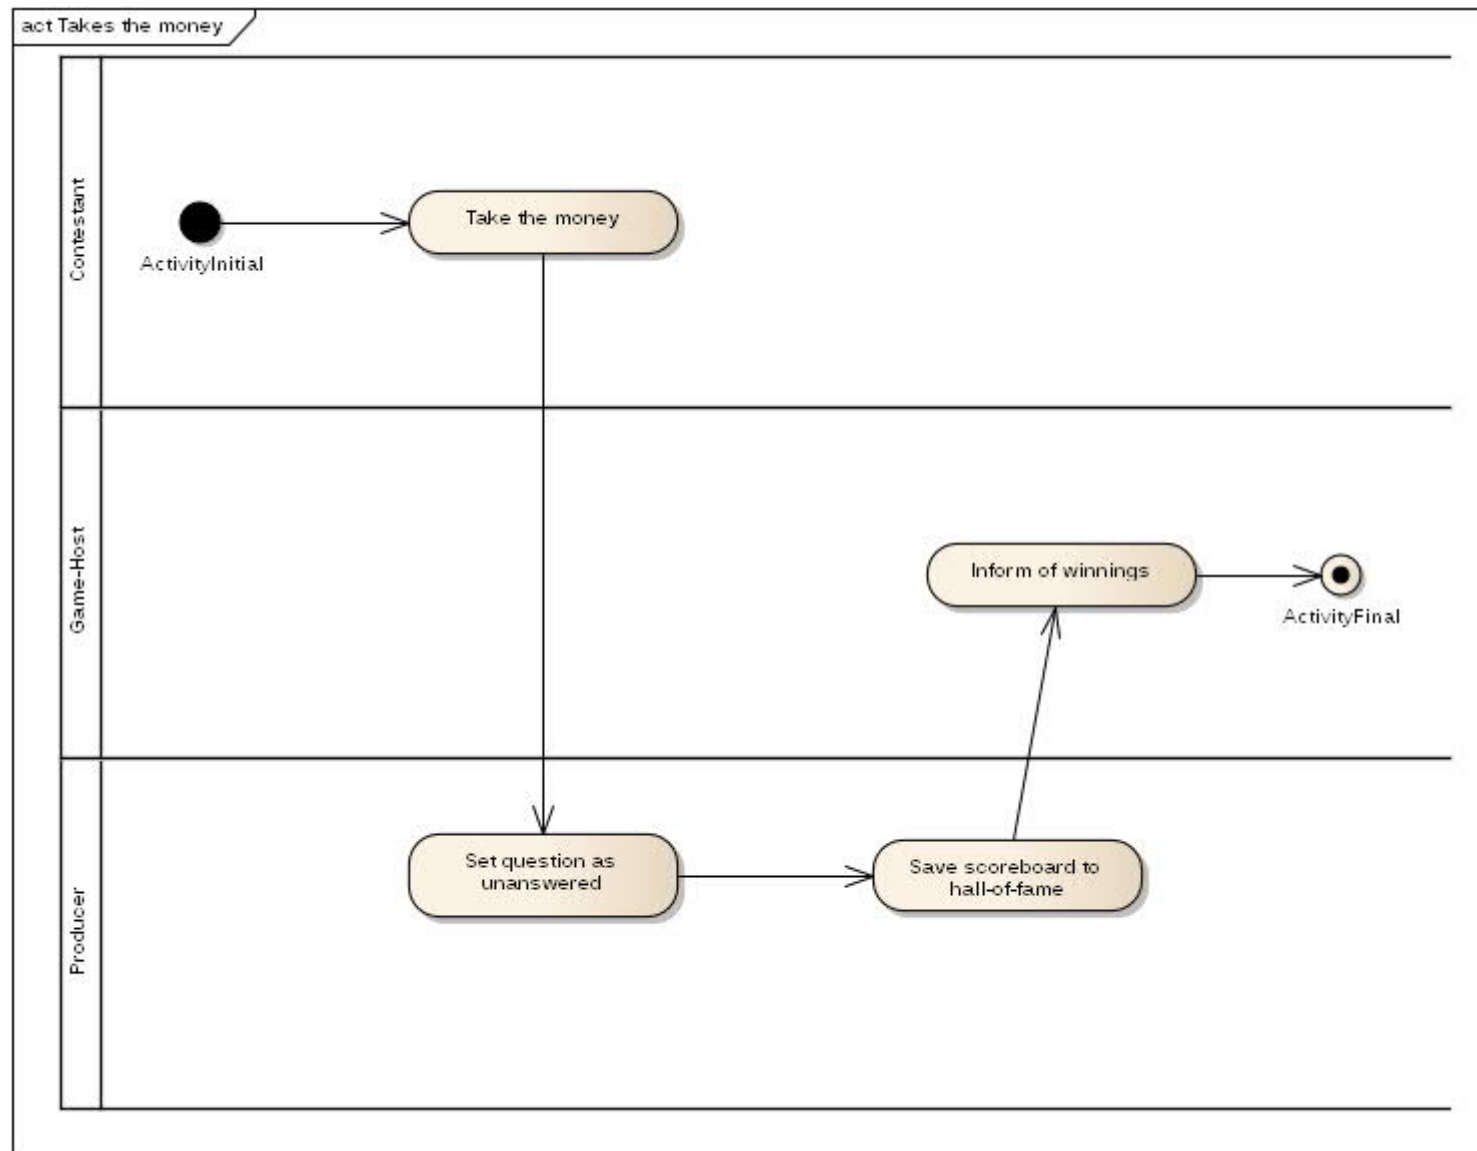 act Takes the money
Contestant
Take the money
ActivityInitial
Game-Host
Inform of winnings
ActivityFinal
Producer
Set question as
unanswered
Save scoreboard to
hall-of-fame